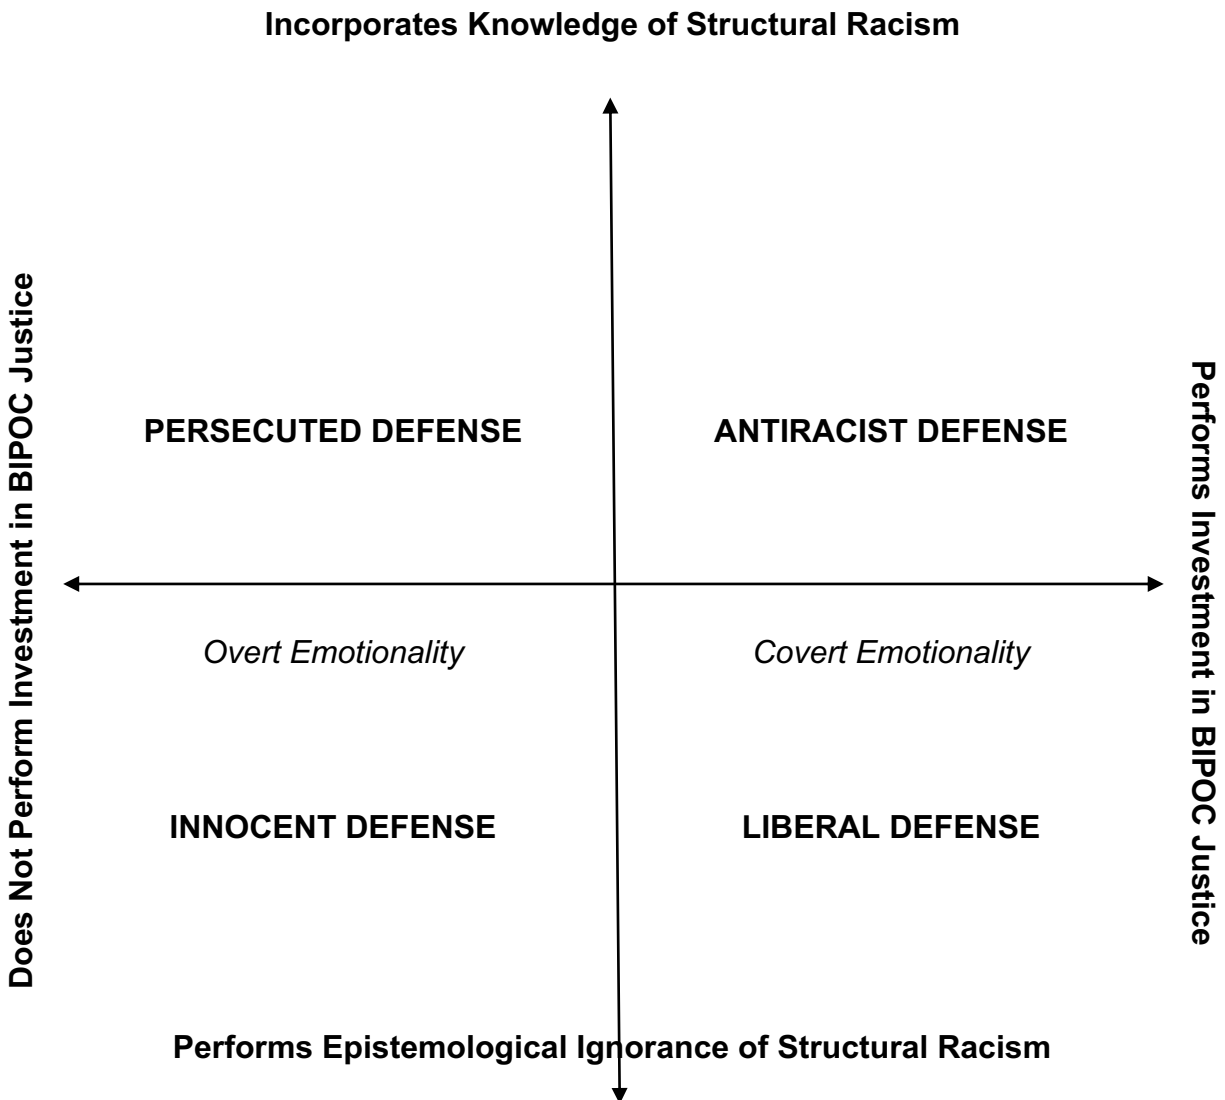 Incorporates Knowledge of Structural Racism
Does Not Perform Investment in BIPOC Justice
Performs Investment in BIPOC Justice
PERSECUTED DEFENSE
ANTIRACIST DEFENSE
Overt Emotionality
Covert Emotionality
INNOCENT DEFENSE
LIBERAL DEFENSE
Performs Epistemological Ignorance of Structural Racism